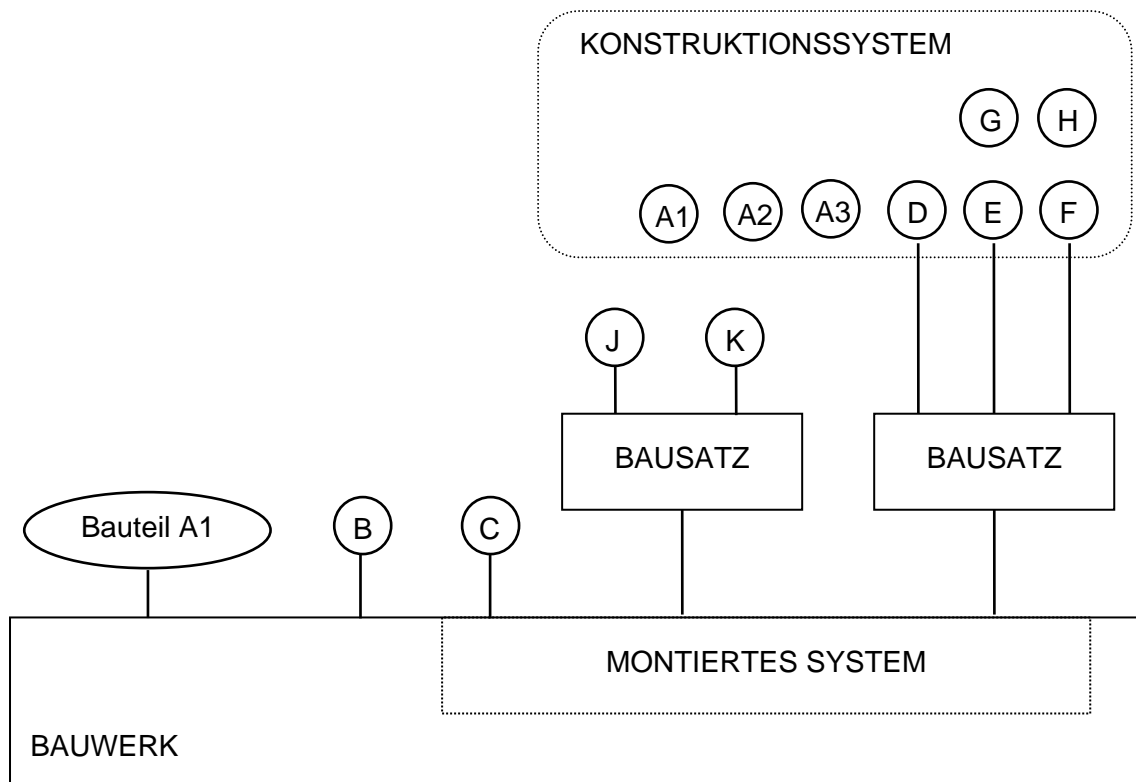 KONSTRUKTIONSSYSTEM
G H
A1 A2 A3 D E F
J K
BAUSATZ BAUSATZ
Bauteil A1 B C
MONTIERTES SYSTEM
BAUWERK